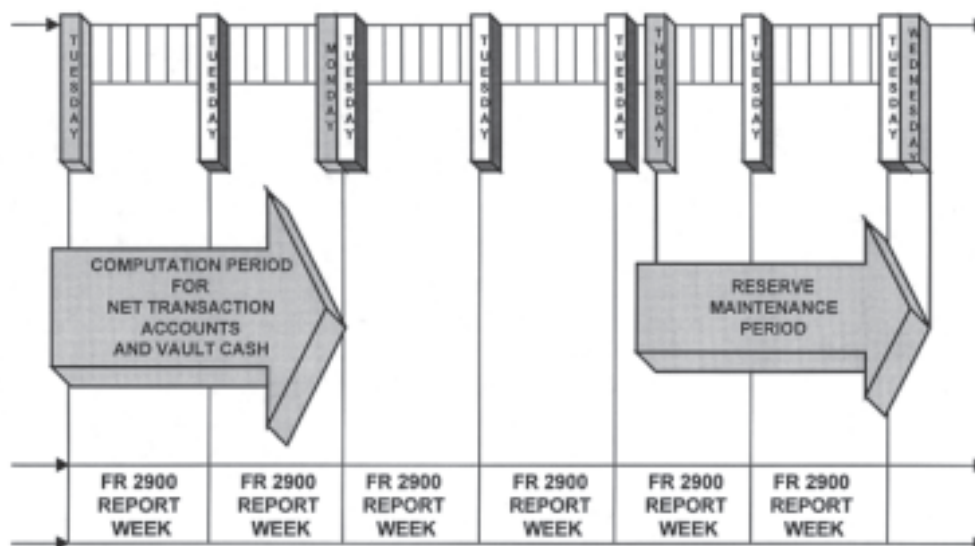 TUESDAY
TUESDAY
MONDAY
TUESDAY
TUESDAY
TUESDAY
THURSDAY
TUESDAY
TUESDAY
WEDNESDAY
COMPUTATION PERIOD
FOR
NET TRANSACTION
ACCOUNTS
AND VAULT CASH
RESERVE
MAINTENANCE
PERIOD
FR 2900
REPORT
WEEK
FR 2900
REPORT
WEEK
FR 2900
REPORT
WEEK
FR 2900
REPORT
WEEK
FR 2900
REPORT
WEEK
FR 2900
REPORT
WEEK